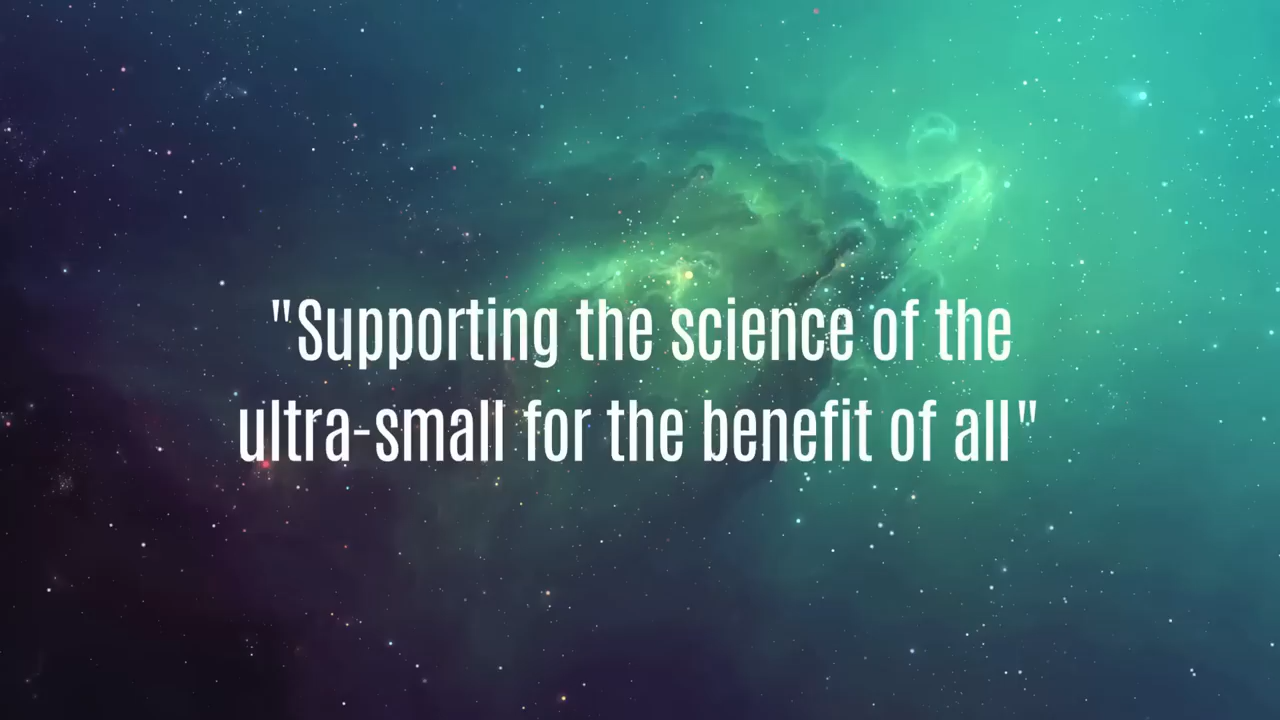 "Supporting the science of the
ultra-small for the benefit of all"